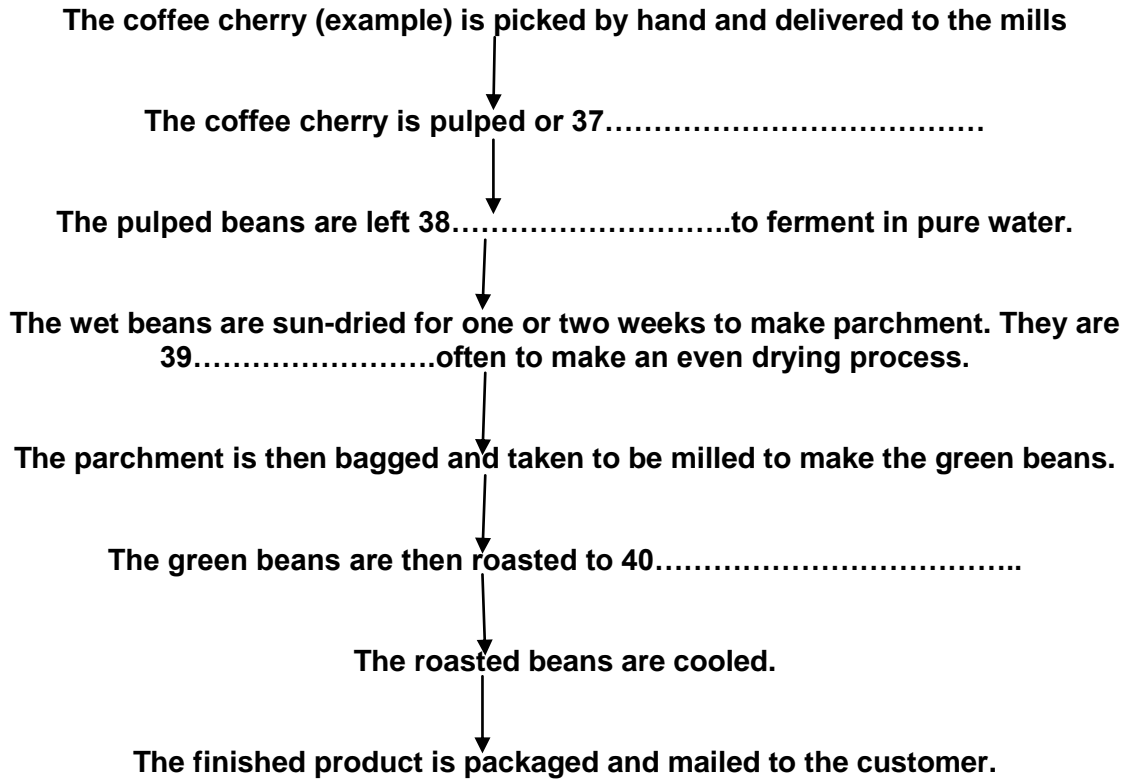 The coffee cherry (example) is picked by hand and delivered to the mills
The coffee cherry is pulped or 37…………………………………
The pulped beans are left 38………………………..to ferment in pure water.
The wet beans are sun-dried for one or two weeks to make parchment. They are
39…………………….often to make an even drying process.
The parchment is then bagged and taken to be milled to make the green beans.
The green beans are then roasted to 40………………………………..
The roasted beans are cooled.
The finished product is packaged and mailed to the customer.